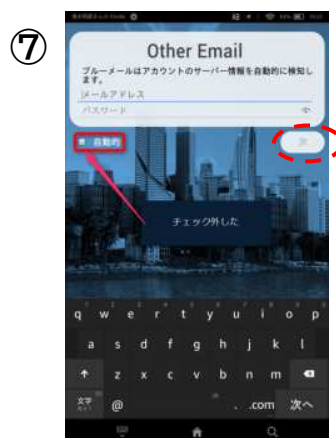 ⑦
Other Email
ブルーメールはアカウントのサーバー情報を自動的に検知し
ます。
メールアドレス
パスワード
自動的
次
チェック外した
q w e r t y u i o p
a s d f g h j k l
z x c v b n m
文字 @ . .com 次へ